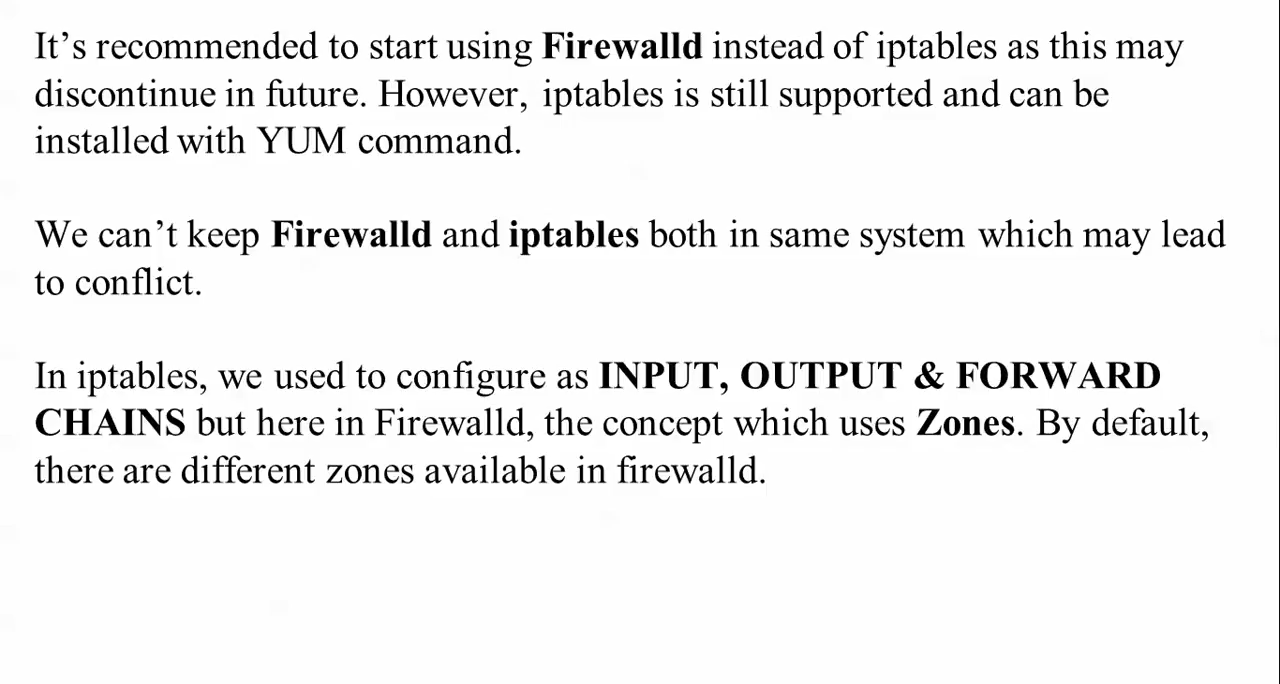 It’s recommended to start using Firewalld instead of iptables as this may
discontinue in future. However, iptables is still supported and can be
installed with YUM command.
We can’t keep Firewalld and iptables both in same system which may lead
to conflict.
In iptables, we used to configure as INPUT, OUTPUT & FORWARD
CHAINS but here in Firewalld, the concept which uses Zones. By default,
there are different zones available in firewalld.